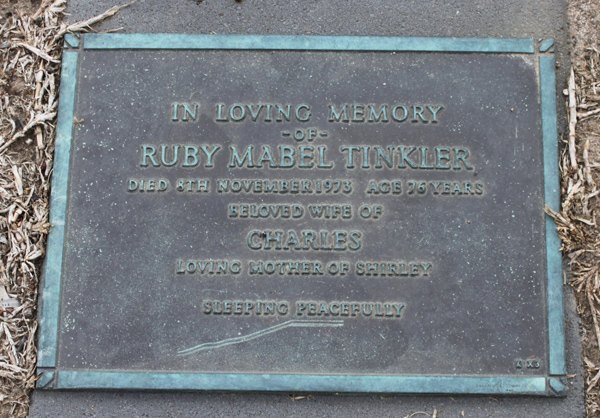 IN LOVING MEMORY
-OF-
RUBY MABEL TINKLER
DIED 8TH NOVEMBER 1973 AGE 76 YEARS
BELOVED WIFE OF
CHARLES
LOVING MOTHER OF SHIRLEY
SLEEPING PEACEFULLY